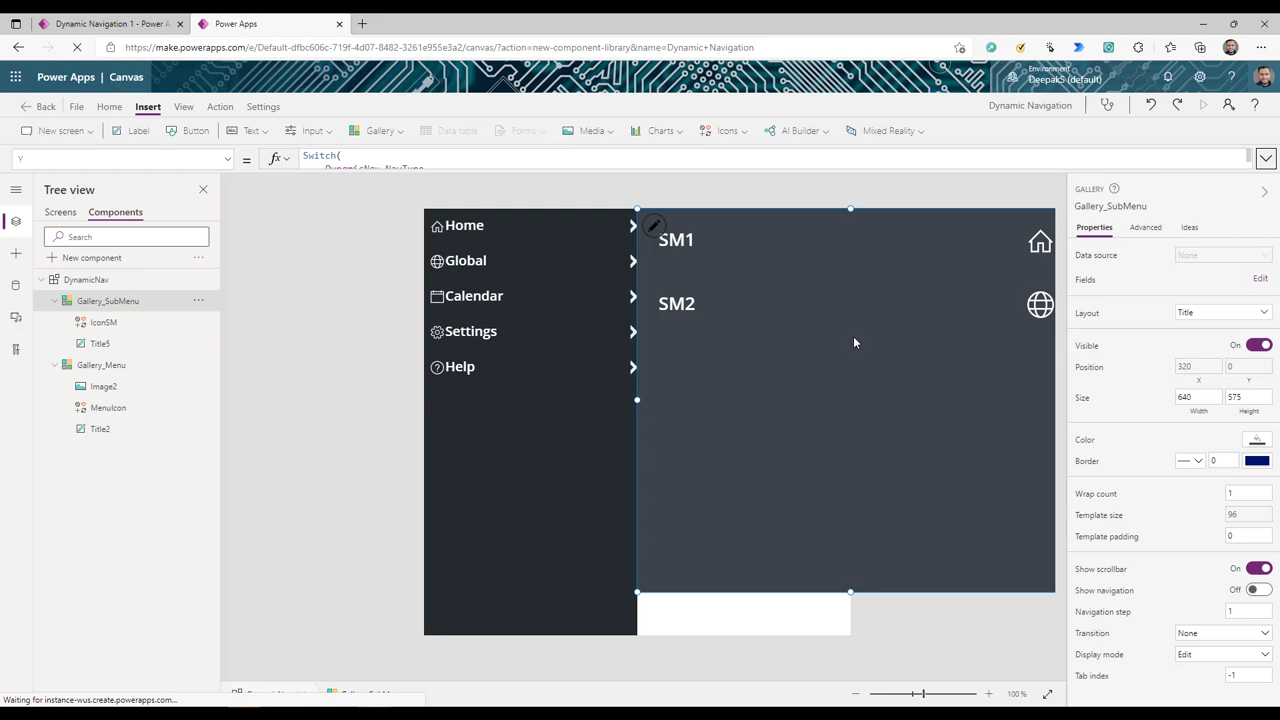 Dynamic Navigation 1 - Power A
Power Apps
https://make.powerapps.com/e/Default-dfbc606c-719f-4d07-8482-3261e955e3a2/canvas/?action=new-component-library&name=Dynamic+Navigation
Power Apps | Canvas
Environment
DeepakS (default)
Back File Home Insert View Action Settings
Dynamic Navigation
New screen Label Button Text Input Gallery Data table Forms Media Charts Icons AI Builder Mixed Reality
Y
= fx Switch(
DynamicNav.NavType
Tree view
Screens Components
Search
New component
DynamicNav
Gallery_SubMenu
IconSM
Title5
Gallery_Menu
Image2
MenuIcon
Title2
Home
Global
Calendar
Settings
Help
SM1
SM2
GALLERY
Gallery_SubMenu
Properties Advanced Ideas
Data source None
Fields Edit
Layout Title
Visible On
Position 320 0
X Y
Size 640 575
Width Height
Color
Border 0
Wrap count 1
Template size 96
Template padding 0
Show scrollbar On
Show navigation Off
Navigation step 1
Transition None
Display mode Edit
Tab index -1
Waiting for instance-wus.create.powerapps.com...
100 %